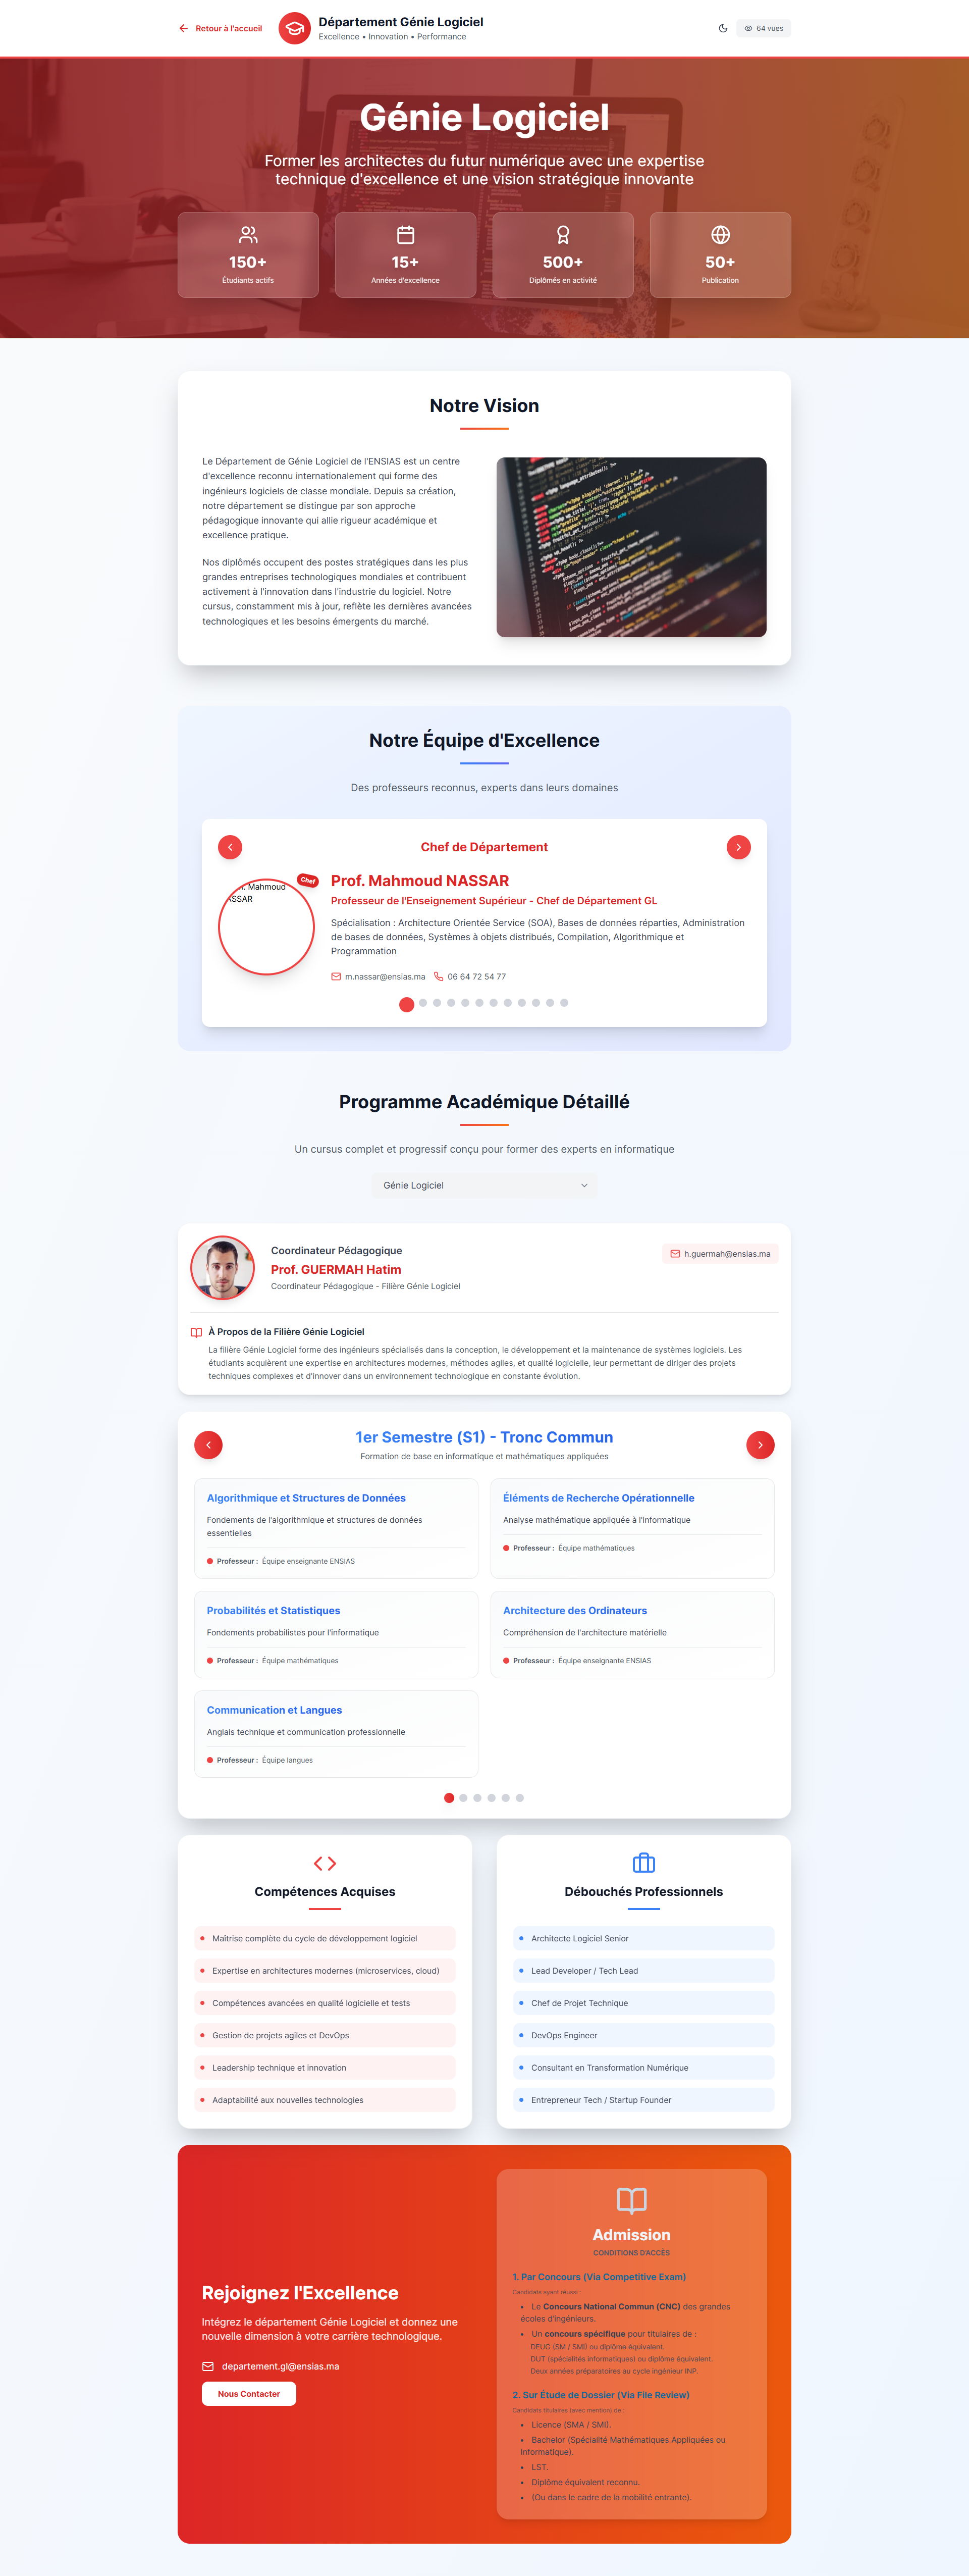 Retour à l'accueil
Département Génie Logiciel
Excellence • Innovation • Performance
64 vues
Génie Logiciel
Former les architectes du futur numérique avec une expertise
technique d'excellence et une vision stratégique innovante
150+
Étudiants actifs
15+
Années d'excellence
500+
Diplômés en activité
50+
Publication
Notre Vision
Le Département de Génie Logiciel de l'ENSIAS est un centre
d'excellence reconnu internationalement qui forme des
ingénieurs logiciels de classe mondiale. Depuis sa création,
notre département se distingue par son approche
pédagogique innovante qui allie rigueur académique et
excellence pratique.
Nos diplômés occupent des postes stratégiques dans les plus
grandes entreprises technologiques mondiales et contribuent
activement à l'innovation dans l'industrie du logiciel. Notre
cursus, constamment mis à jour, reflète les dernières avancées
technologiques et les besoins émergents du marché.
Notre Équipe d'Excellence
Des professeurs reconnus, experts dans leurs domaines
Chef de Département
Mahmoud
ASSAR
Chef
Prof. Mahmoud NASSAR
Professeur de l'Enseignement Supérieur - Chef de Département GL
Spécialisation : Architecture Orientée Service (SOA), Bases de données réparties, Administration
de bases de données, Systèmes à objets distribués, Compilation, Algorithmique et
Programmation
m.nassar@ensias.ma
06 64 72 54 77
Programme Académique Détaillé
Un cursus complet et progressif conçu pour former des experts en informatique
Génie Logiciel
Coordinateur Pédagogique
Prof. GUERMAH Hatim
Coordinateur Pédagogique - Filière Génie Logiciel
h.guermah@ensias.ma
À Propos de la Filière Génie Logiciel
La filière Génie Logiciel forme des ingénieurs spécialisés dans la conception, le développement et la maintenance de systèmes logiciels. Les
étudiants acquièrent une expertise en architectures modernes, méthodes agiles, et qualité logicielle, leur permettant de diriger des projets
techniques complexes et d'innover dans un environnement technologique en constante évolution.
1er Semestre (S1) - Tronc Commun
Formation de base en informatique et mathématiques appliquées
Algorithmique et Structures de Données
Fondements de l'algorithmique et structures de données
essentielles
Professeur : Équipe enseignante ENSIAS
Éléments de Recherche Opérationnelle
Analyse mathématique appliquée à l'informatique
Professeur : Équipe mathématiques
Probabilités et Statistiques
Fondements probabilistes pour l'informatique
Professeur : Équipe mathématiques
Architecture des Ordinateurs
Compréhension de l'architecture matérielle
Professeur : Équipe enseignante ENSIAS
Communication et Langues
Anglais technique et communication professionnelle
Professeur : Équipe langues
Compétences Acquises
Maîtrise complète du cycle de développement logiciel
Expertise en architectures modernes (microservices, cloud)
Compétences avancées en qualité logicielle et tests
Gestion de projets agiles et DevOps
Leadership technique et innovation
Adaptabilité aux nouvelles technologies
Débouchés Professionnels
Architecte Logiciel Senior
Lead Developer / Tech Lead
Chef de Projet Technique
DevOps Engineer
Consultant en Transformation Numérique
Entrepreneur Tech / Startup Founder
Rejoignez l'Excellence
Intégrez le département Génie Logiciel et donnez une
nouvelle dimension à votre carrière technologique.
departement.gl@ensias.ma
Nous Contacter
Admission
CONDITIONS D'ACCÈS
1. Par Concours (Via Competitive Exam)
Candidats ayant réussi :
• Le Concours National Commun (CNC) des grandes
écoles d'ingénieurs.
• Un concours spécifique pour titulaires de :
DEUG (SM / SMI) ou diplôme équivalent.
DUT (spécialités informatiques) ou diplôme équivalent.
Deux années préparatoires au cycle ingénieur INP.
2. Sur Étude de Dossier (Via File Review)
Candidats titulaires (avec mention) de :
• Licence (SMA / SMI).
• Bachelor (Spécialité Mathématiques Appliquées ou
Informatique).
• LST.
• Diplôme équivalent reconnu.
• (Ou dans le cadre de la mobilité entrante).